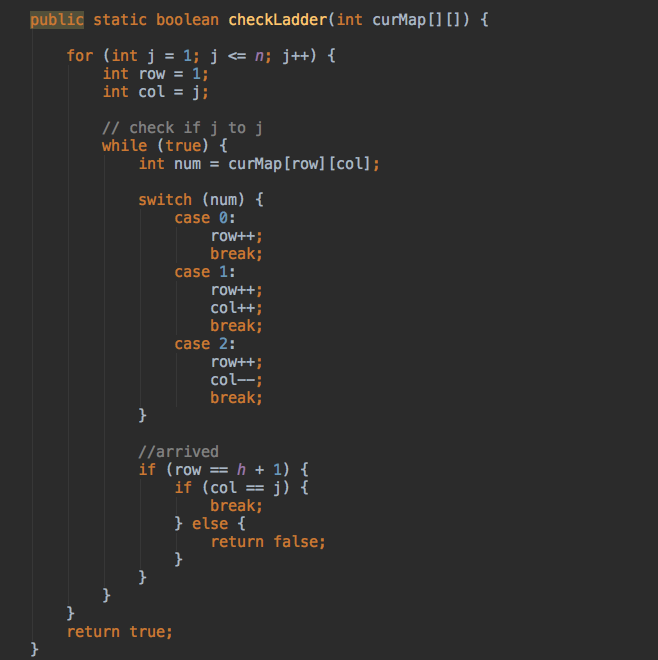 public static boolean checkLadder(int curMap[][]) {
for (int j = 1; j <= n; j++) {
int row = 1;
int col = j;
// check if j to j
while (true) {
int num = curMap[row][col];
switch (num) {
case 0:
row++;
break;
case 1:
row++;
col++;
break;
case 2:
row++;
col--;
break;
}
//arrived
if (row == h + 1) {
if (col == j) {
break;
} else {
return false;
}
}
}
}
return true;
}